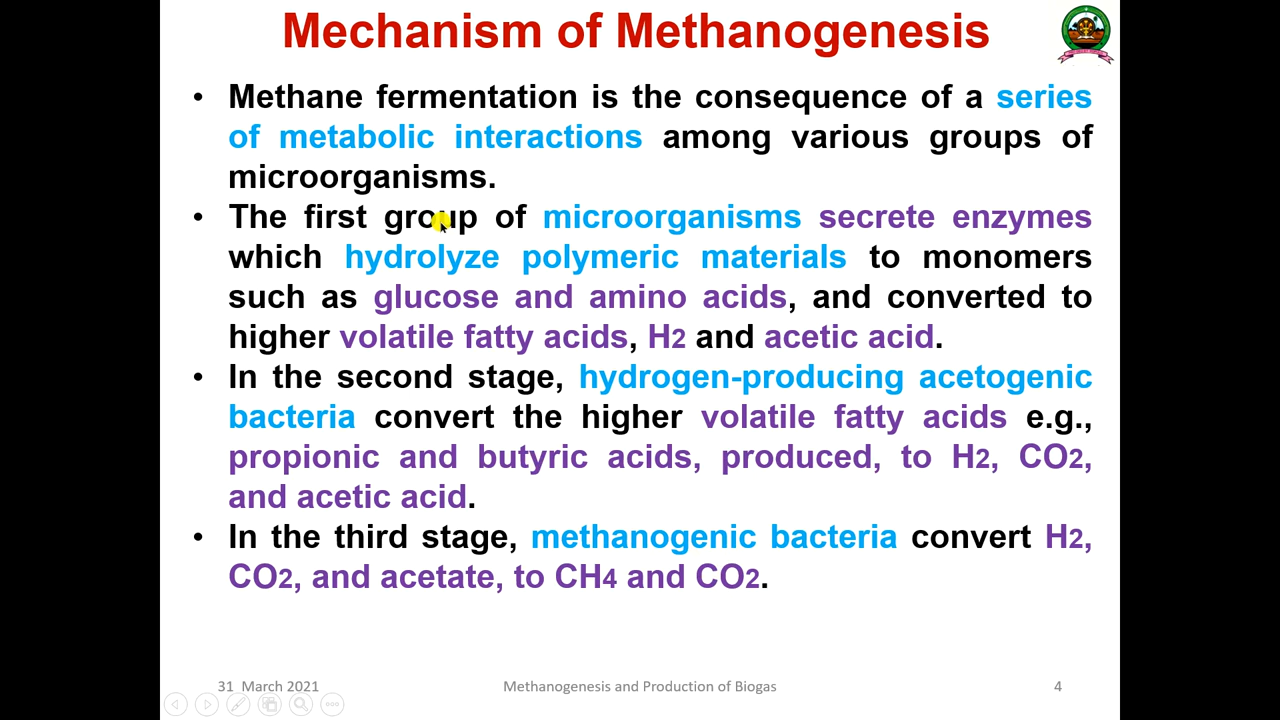 Mechanism of Methanogenesis
• Methane fermentation is the consequence of a series
of metabolic interactions among various groups of
microorganisms.
• The first group of microorganisms secrete enzymes
which hydrolyze polymeric materials to monomers
such as glucose and amino acids, and converted to
higher volatile fatty acids, H2 and acetic acid.
• In the second stage, hydrogen-producing acetogenic
bacteria convert the higher volatile fatty acids e.g.,
propionic and butyric acids, produced, to H2, CO2,
and acetic acid.
• In the third stage, methanogenic bacteria convert H2,
CO2, and acetate, to CH4 and CO2.
31 March 2021
Methanogenesis and Production of Biogas
4